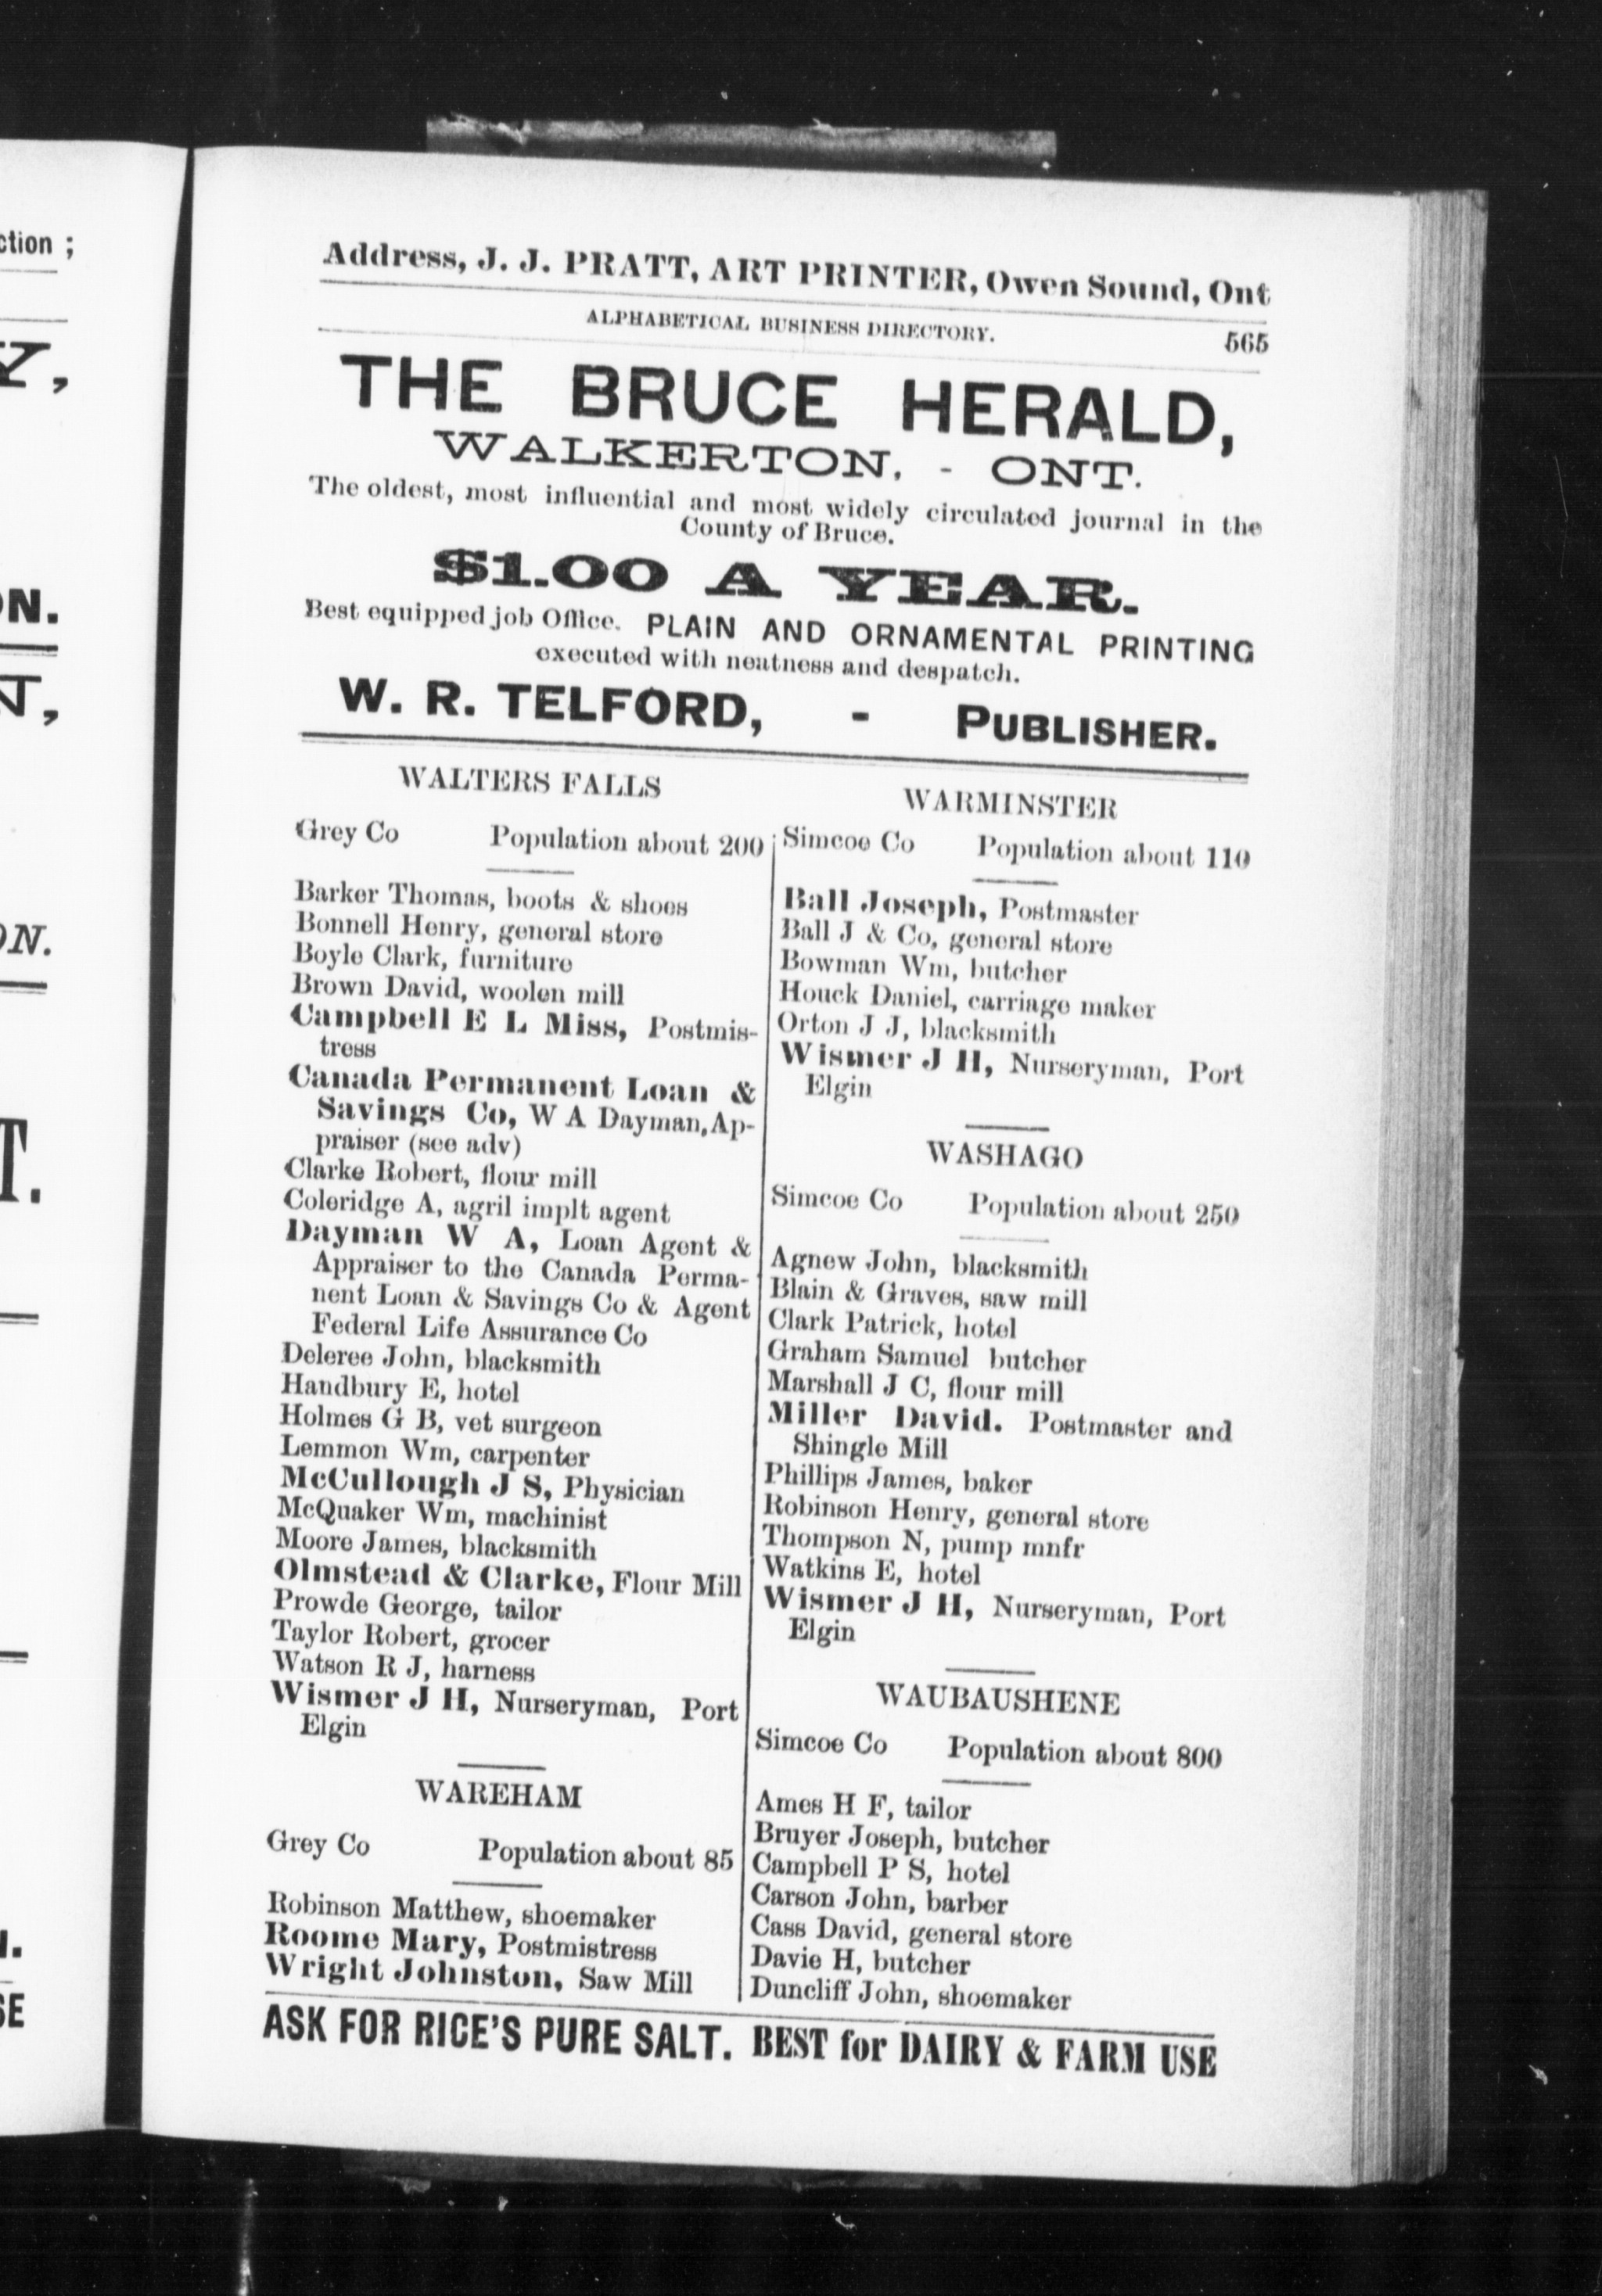 ction ;
Y,
ON.
N,
ON.
T.
N.
SE
Address, J. J. PRATT, ART PRINTER, Owen Sound, Ont
ALPHABETICAL BUSINESS DIRECTORY. 565
THE BRUCE HERALD,
WALKERTON, - ONT.
The oldest, most influential and most widely circulated journal in the
County of Bruce.
$1.00 A YEAR.
Best equipped job Office. PLAIN AND ORNAMENTAL PRINTING
executed with neatness and despatch.
W. R. TELFORD, - PUBLISHER.
WALTERS FALLS
Grey Co Population about 200
Barker Thomas, boots & shoes
Bonnell Henry, general store
Boyle Clark, furniture
Brown David, woolen mill
Campbell E L Miss, Postmis-
tress
Canada Permanent Loan &
Savings Co, W A Dayman, Ap-
praiser (see adv)
Clarke Robert, flour mill
Coleridge A, agril implt agent
Dayman W A, Loan Agent &
Appraiser to the Canada Perma-
nent Loan & Savings Co & Agent
Federal Life Assurance Co
Deleree John, blacksmith
Handbury E, hotel
Holmes G B, vet surgeon
Lemmon Wm, carpenter
McCullough J S, Physician
McQuaker Wm, machinist
Moore James, blacksmith
Olmstead & Clarke, Flour Mill
Prowde George, tailor
Taylor Robert, grocer
Watson R J, harness
Wismer J H, Nurseryman, Port
Elgin
WAREHAM
Grey Co Population about 85
Robinson Matthew, shoemaker
Roome Mary, Postmistress
Wright Johnston, Saw Mill
WARMINSTER
Simcoe Co Population about 110
Ball Joseph, Postmaster
Ball J & Co, general store
Bowman Wm, butcher
Houck Daniel, carriage maker
Orton J J, blacksmith
Wismer J H, Nurseryman, Port
Elgin
WASHAGO
Simcoe Co Population about 250
Agnew John, blacksmith
Blain & Graves, saw mill
Clark Patrick, hotel
Graham Samuel butcher
Marshall J C, flour mill
Miller David. Postmaster and
Shingle Mill
Phillips James, baker
Robinson Henry, general store
Thompson N, pump mnfr
Watkins E, hotel
Wismer J H, Nurseryman, Port
Elgin
WAUBAUSHENE
Simcoe Co Population about 800
Ames H F, tailor
Bruyer Joseph, butcher
Campbell P S, hotel
Carson John, barber
Cass David, general store
Davie H, butcher
Duncliff John, shoemaker
ASK FOR RICE'S PURE SALT. BEST for DAIRY & FARM USE